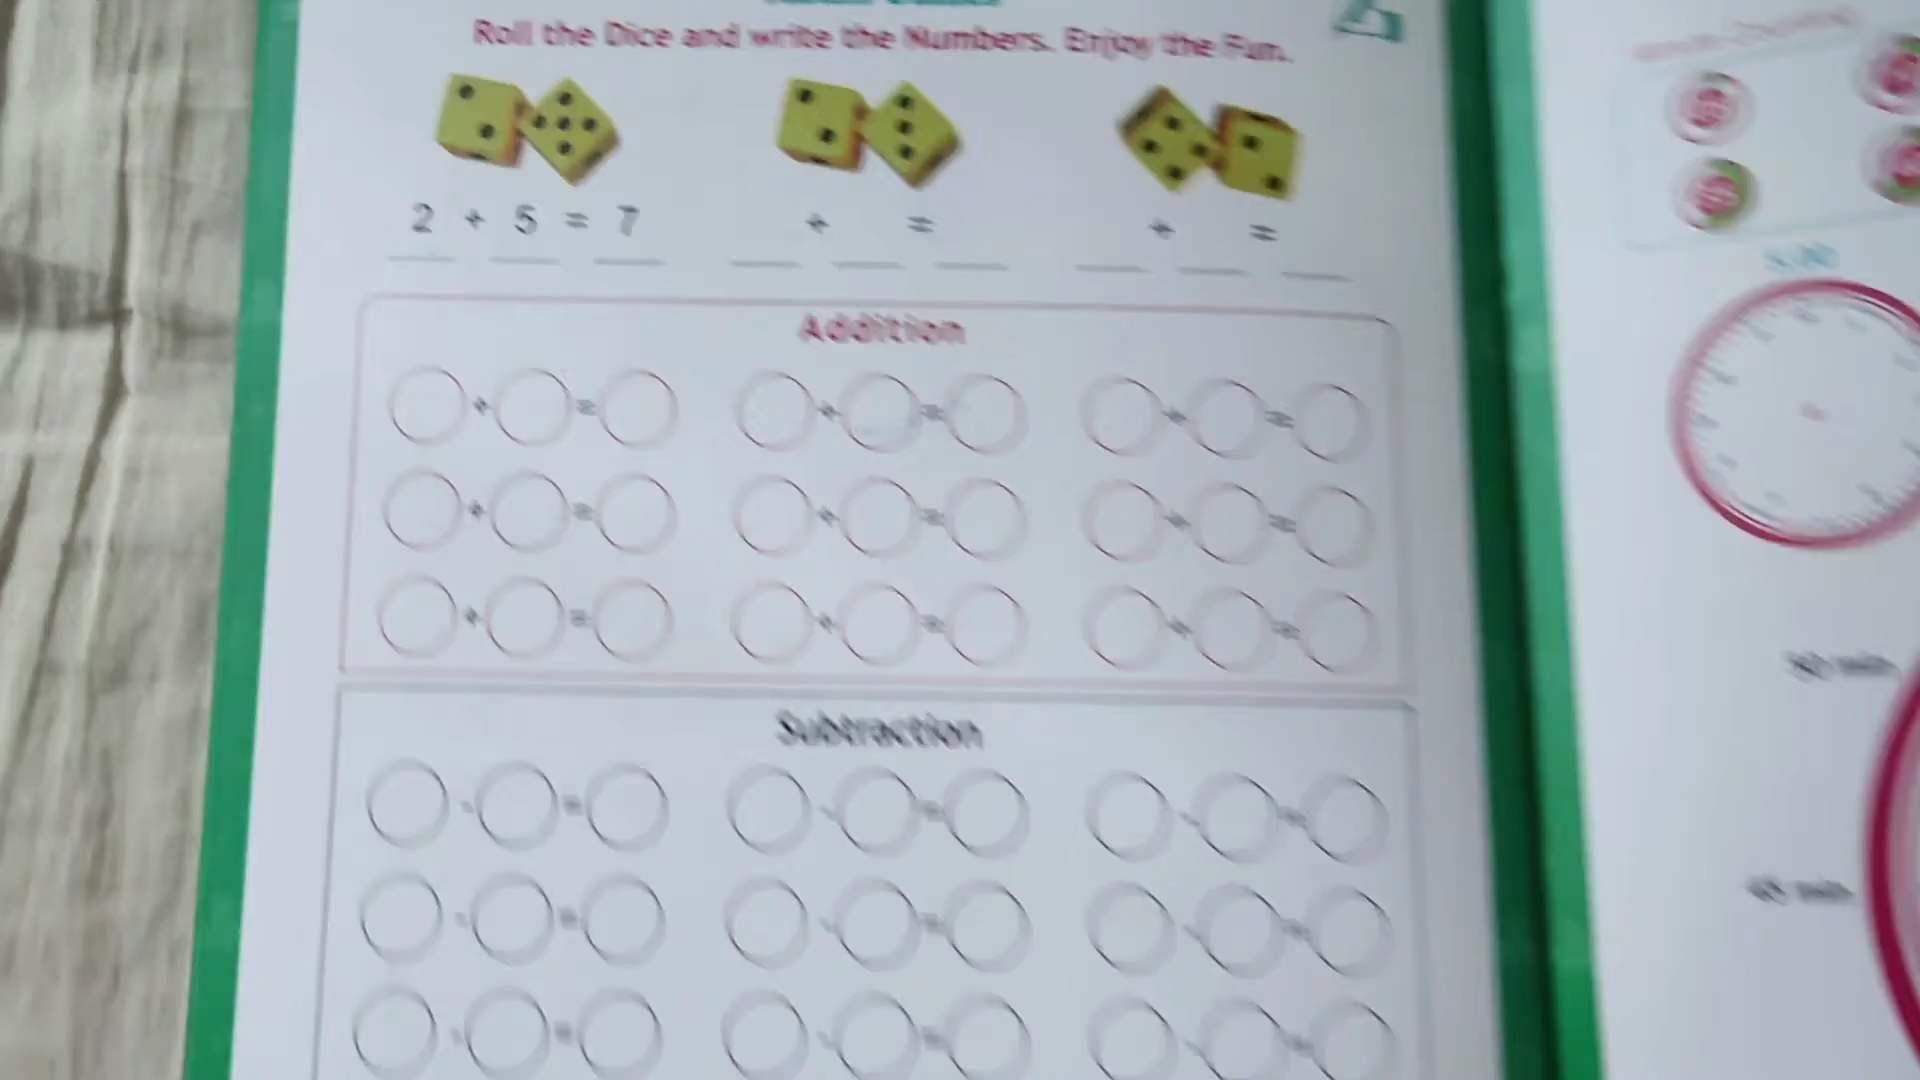 Roll the Dice and write the Numbers. Enjoy the Fun.
2 + 5 = 7
+ =
+ =
Addition
+ = + = + =
+ = + = + =
+ = + = + =
Subtraction
- = - = - =
- = - = - =
- = - = - =